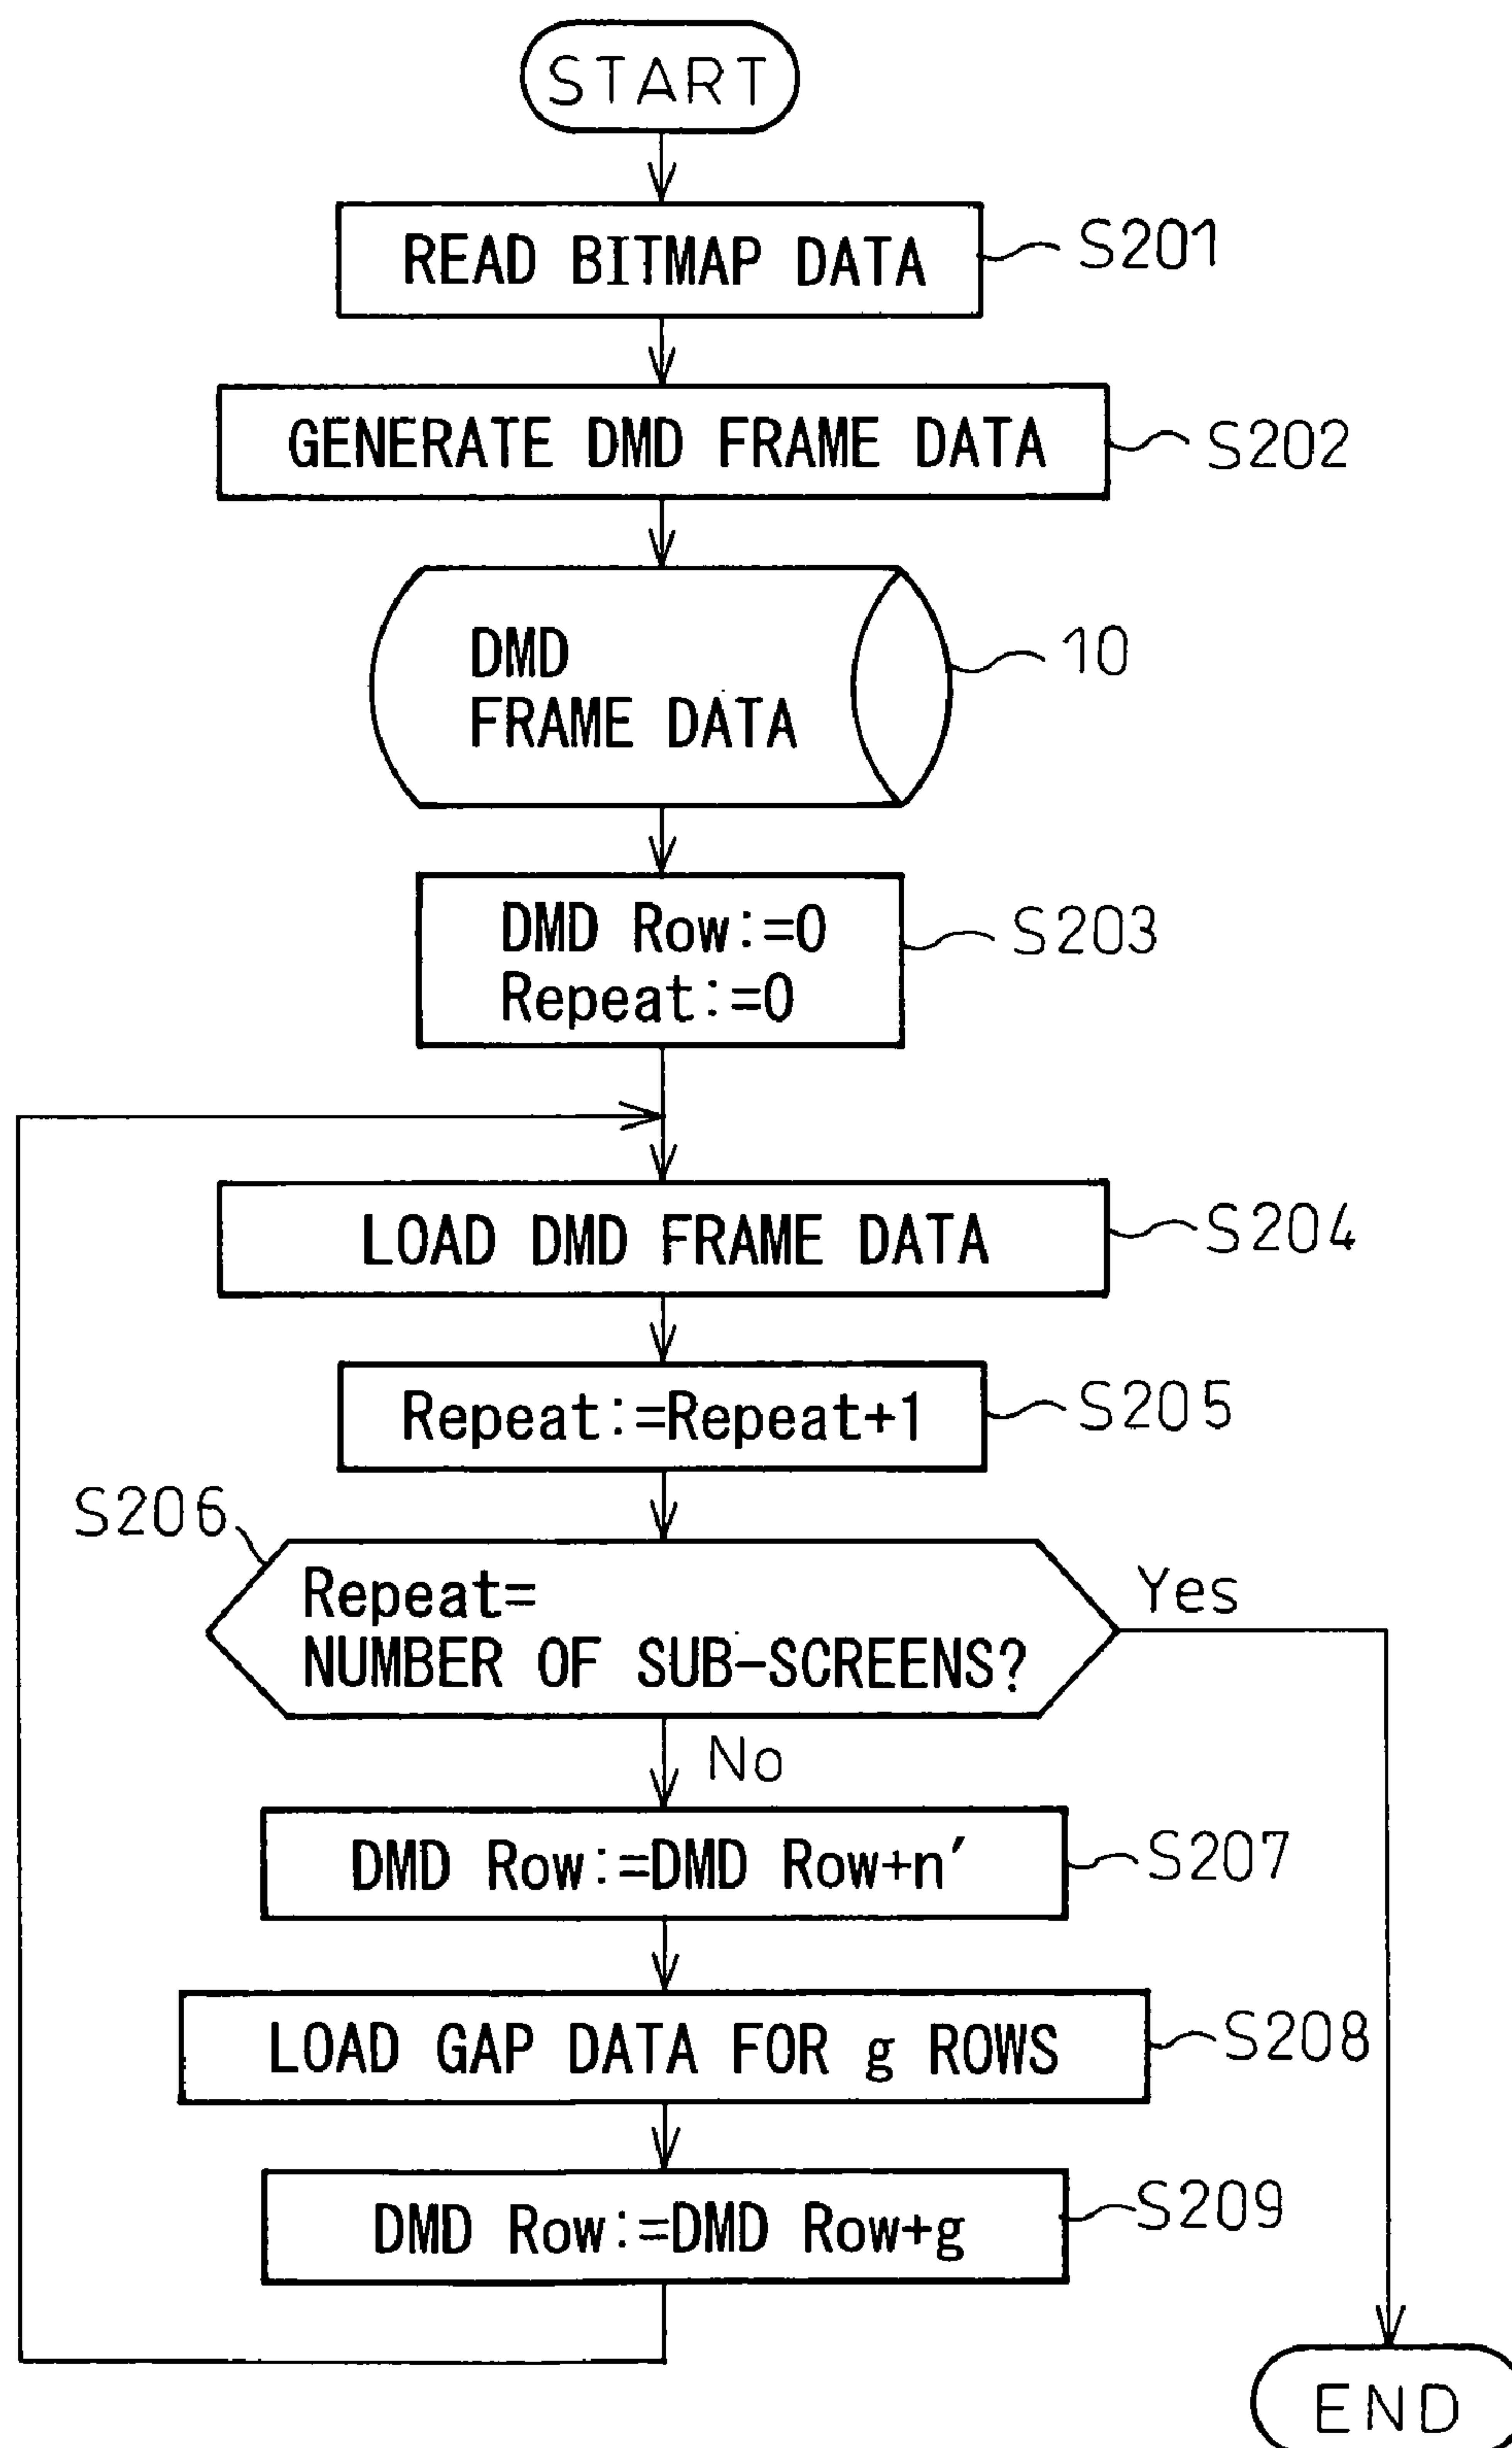 START
READ BITMAP DATA
S201
GENERATE DMD FRAME DATA
S202
DMD
FRAME DATA
10
DMD Row:=0
Repeat:=0
S203
LOAD DMD FRAME DATA
S204
Repeat:=Repeat+1
S205
S206
Repeat=
NUMBER OF SUB-SCREENS?
Yes
No
DMD Row:=DMD Row+n′
S207
LOAD GAP DATA FOR g ROWS
S208
DMD Row:=DMD Row+g
S209
END